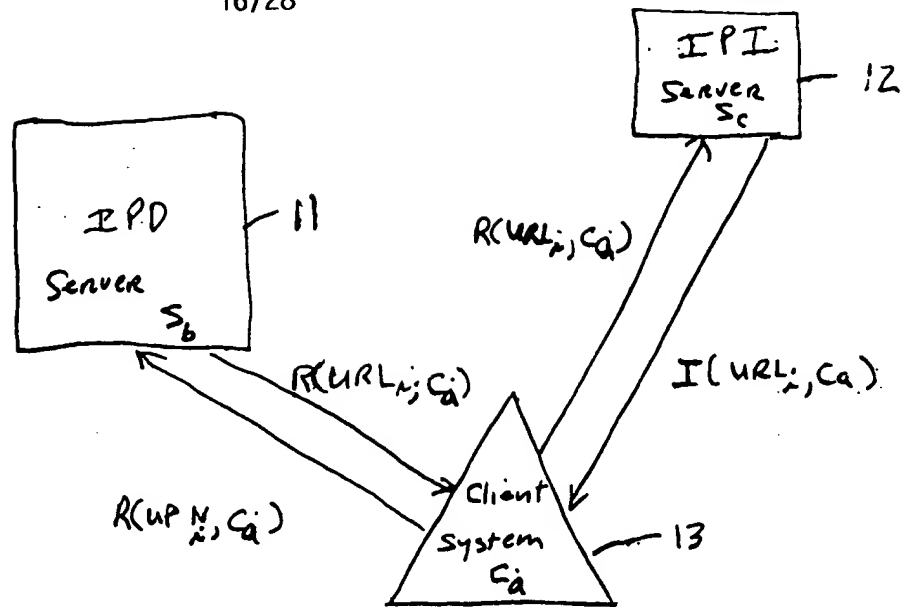 16/28
IPI
Server
Sc
12
IPD
Server
Sb
11
R(URLi, Ca)
R(URLi, Ca)
I(URLi, Ca)
R(UPNi, Ca)
Client
System
Ca
13